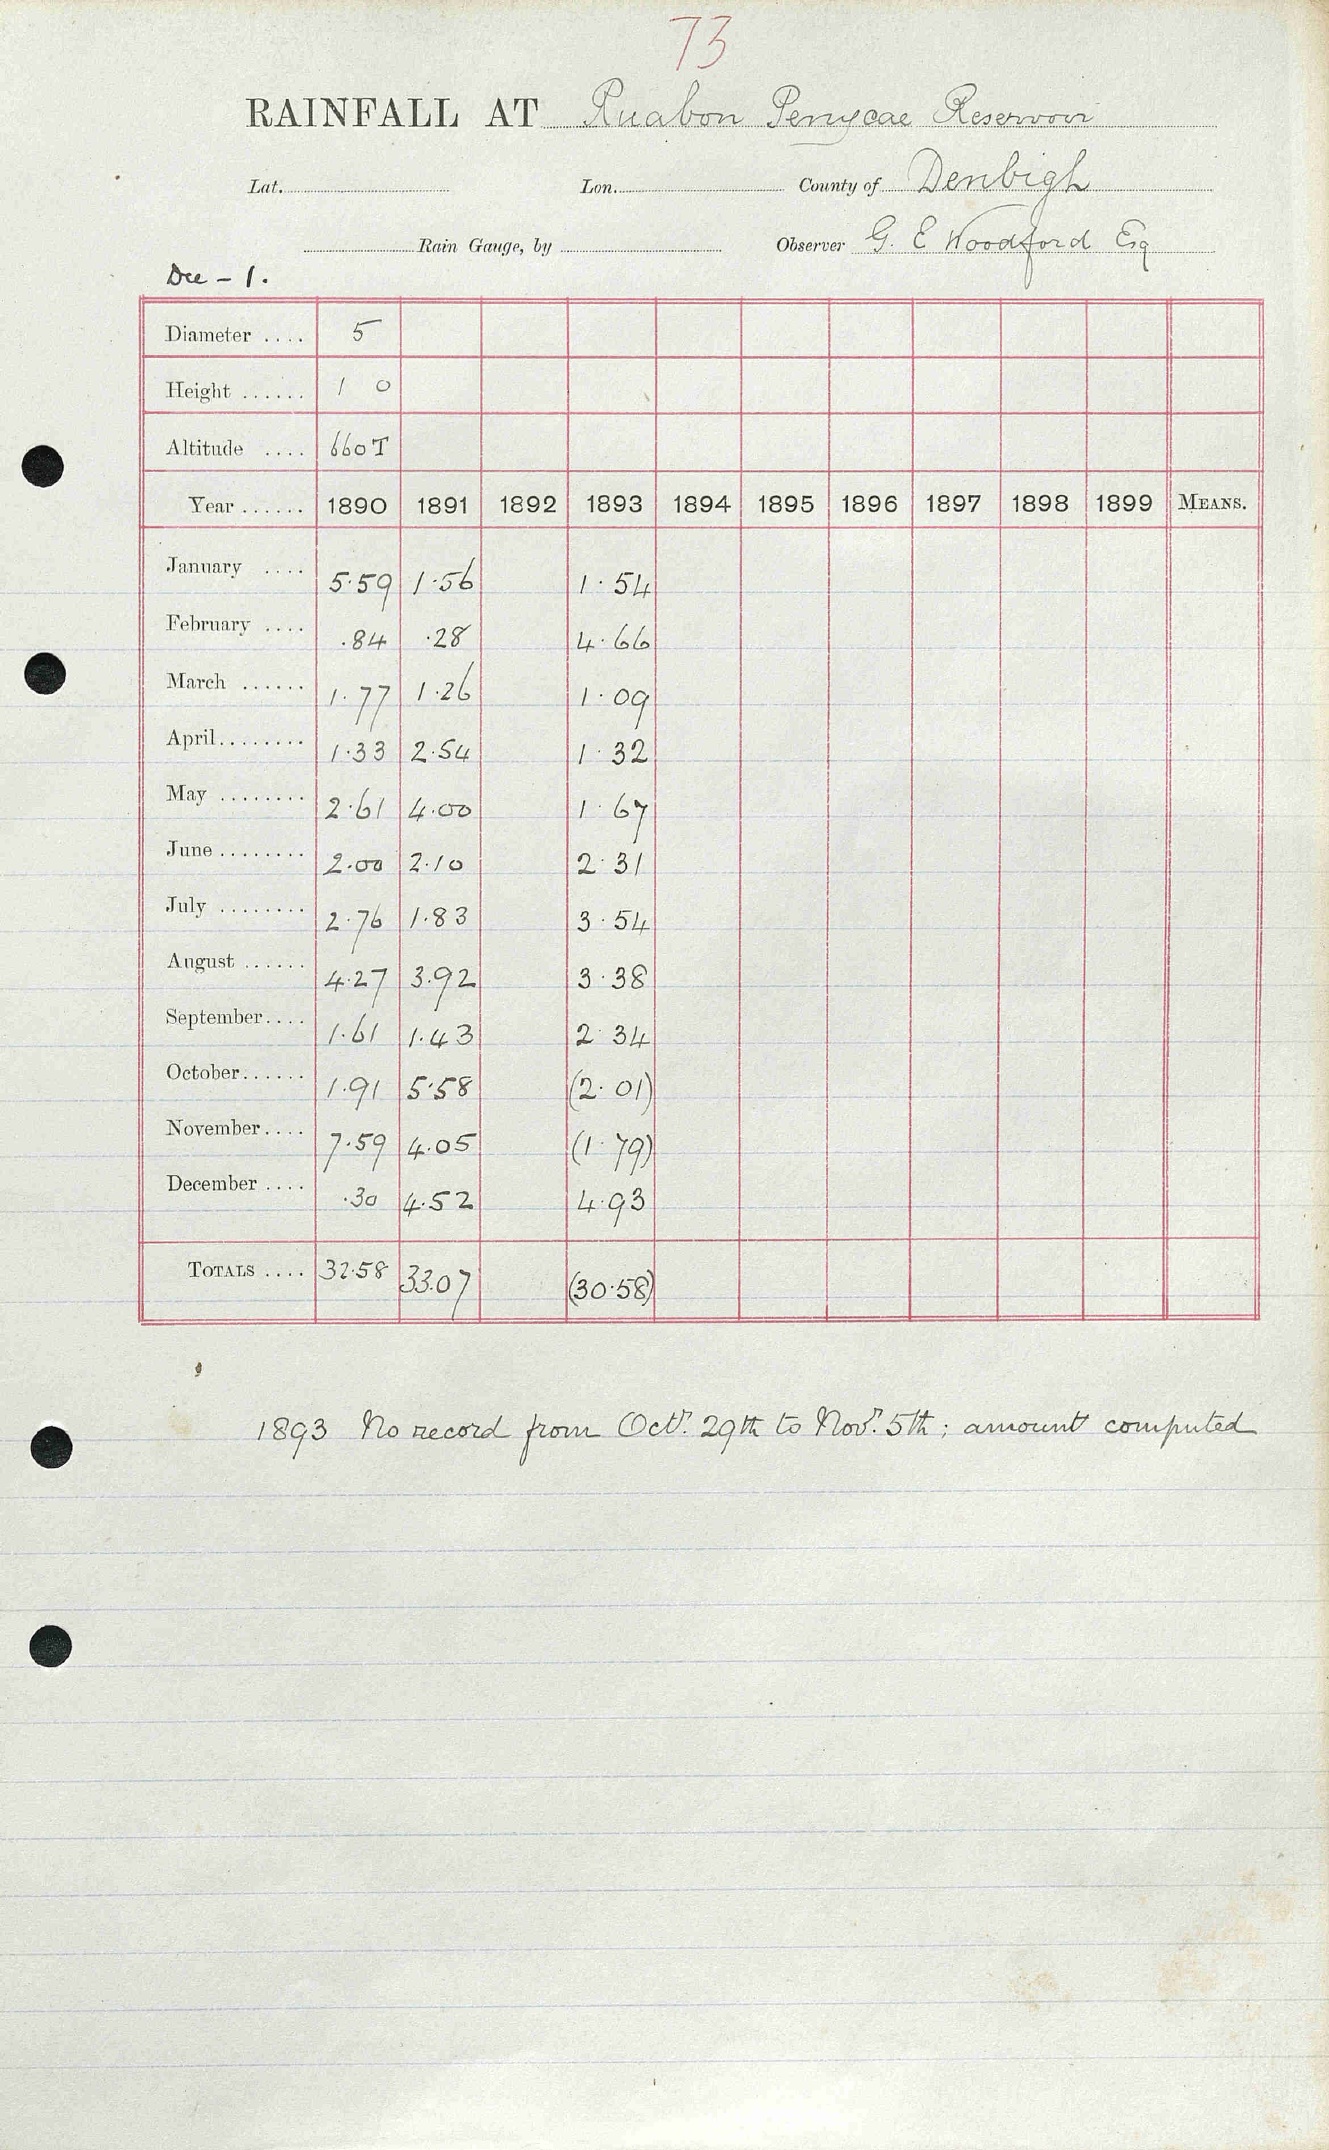 73
RAINFALL AT Ruabon Penycae Reservoir
Lat. Lon. County of Denbigh
Rain Gauge, by Observer G. E Woodford Esq
Dee - 1.
Diameter .... 5
Height ...... 1 0
Altitude .... 660T
Year ...... 1890 1891 1892 1893 1894 1895 1896 1897 1898 1899 MEANS.
January .... 5.59 1.56 1.54
February .... .84 .28 4.66
March ...... 1.77 1.26 1.09
April........ 1.33 2.54 1.32
May ........ 2.61 4.00 1.67
June ........ 2.00 2.10 2.31
July ........ 2.76 1.83 3.54
August ...... 4.27 3.92 3.38
September.... 1.61 1.43 2.34
October...... 1.91 5.58 (2.01)
November.... 7.59 4.05 (1.79)
December .... .30 4.52 4.93
TOTALS .... 32.58 33.07 (30.58)
1893 No record from Octr. 29th to Novr. 5th; amount computed